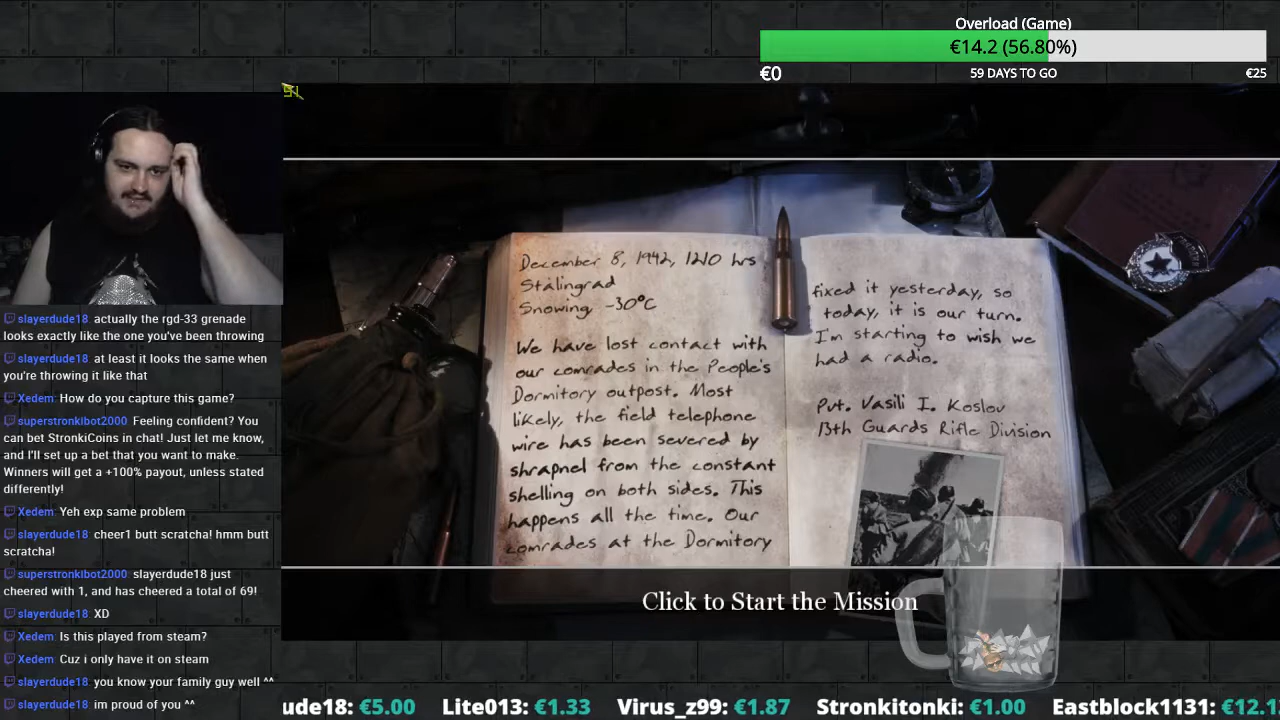 Overload (Game)
€14.2 (56.80%)
€0
59 DAYS TO GO
€25
51
slayerdude18: actually the rgd-33 grenade
looks exactly like the one you've been throwing
slayerdude18: at least it looks the same when
you're throwing it like that
Xedem: How do you capture this game?
superstronkibot2000: Feeling confident? You
can bet StronkiCoins in chat! Just let me know,
and I'll set up a bet that you want to make.
Winners will get a +100% payout, unless stated
differently!
Xedem: Yeh exp same problem
slayerdude18: cheer1 butt scratcha! hmm butt
scratcha!
superstronkibot2000: slayerdude18 just
cheered with 1, and has cheered a total of 69!
slayerdude18: XD
Xedem: Is this played from steam?
Xedem: Cuz i only have it on steam
slayerdude18: you know your family guy well ^^
slayerdude18: im proud of you ^^
December 8, 1942, 1210 hrs
Stalingrad
Snowing -30°C
We have lost contact with
our comrades in the People's
Dormitory outpost. Most
likely, the field telephone
wire has been severed by
shrapnel from the constant
shelling on both sides. This
happens all the time. Our
comrades at the Dormitory
fixed it yesterday, so
today, it is our turn.
I'm starting to wish we
had a radio.
Pvt. Vasili I. Koslov
13th Guards Rifle Division
Click to Start the Mission
ude18: €5.00 Lite013: €1.33 Virus_z99: €1.87 Stronkitonki: €1.00 Eastblock1131: €12.1